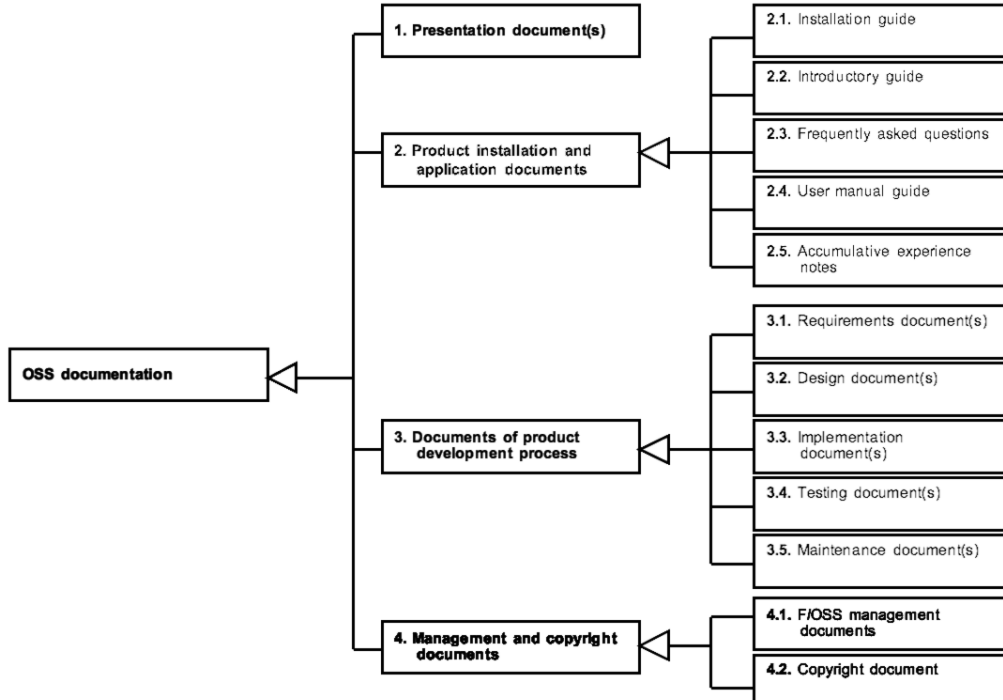 OSS documentation
1. Presentation document(s)
2. Product installation and
application documents
2.1. Installation guide
2.2. Introductory guide
2.3. Frequently asked questions
2.4. User manual guide
2.5. Accumulative experience
notes
3. Documents of product
development process
3.1. Requirements document(s)
3.2. Design document(s)
3.3. Implementation
document(s)
3.4. Testing document(s)
3.5. Maintenance document(s)
4. Management and copyright
documents
4.1. F/OSS management
documents
4.2. Copyright document